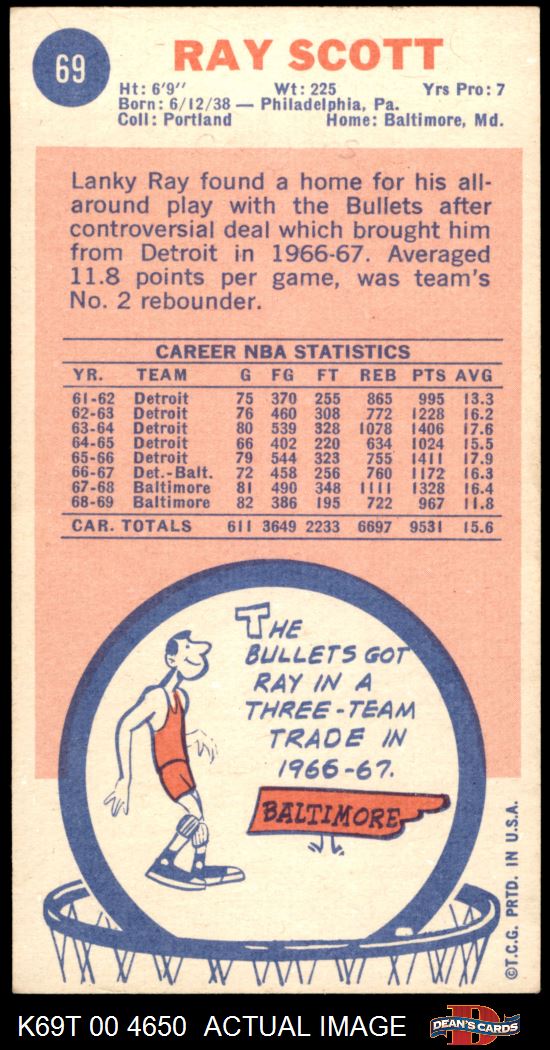 69
RAY SCOTT
Ht: 6'9" Wt: 225 Yrs Pro: 7
Born: 6/12/38 — Philadelphia, Pa.
Coll: Portland Home: Baltimore, Md.
Lanky Ray found a home for his all-
around play with the Bullets after
controversial deal which brought him
from Detroit in 1966-67. Averaged
11.8 points per game, was team's
No. 2 rebounder.
CAREER NBA STATISTICS
YR. TEAM G FG FT REB PTS AVG
61-62 Detroit 75 370 255 865 995 13.3
62-63 Detroit 76 460 308 772 1228 16.2
63-64 Detroit 80 539 328 1078 1406 17.6
64-65 Detroit 66 402 220 634 1024 15.5
65-66 Detroit 79 544 323 755 1411 17.9
66-67 Det.-Balt. 72 458 256 760 1172 16.3
67-68 Baltimore 81 490 348 1111 1328 16.4
68-69 Baltimore 82 386 195 722 967 11.8
CAR. TOTALS 611 3649 2233 6697 9531 15.6
THE
BULLETS GOT
RAY IN A
THREE-TEAM
TRADE IN
1966-67.
BALTIMORE
©T.C.G. PRTD. IN U.S.A.
K69T 00 4650 ACTUAL IMAGE
D
DEAN'S CARDS